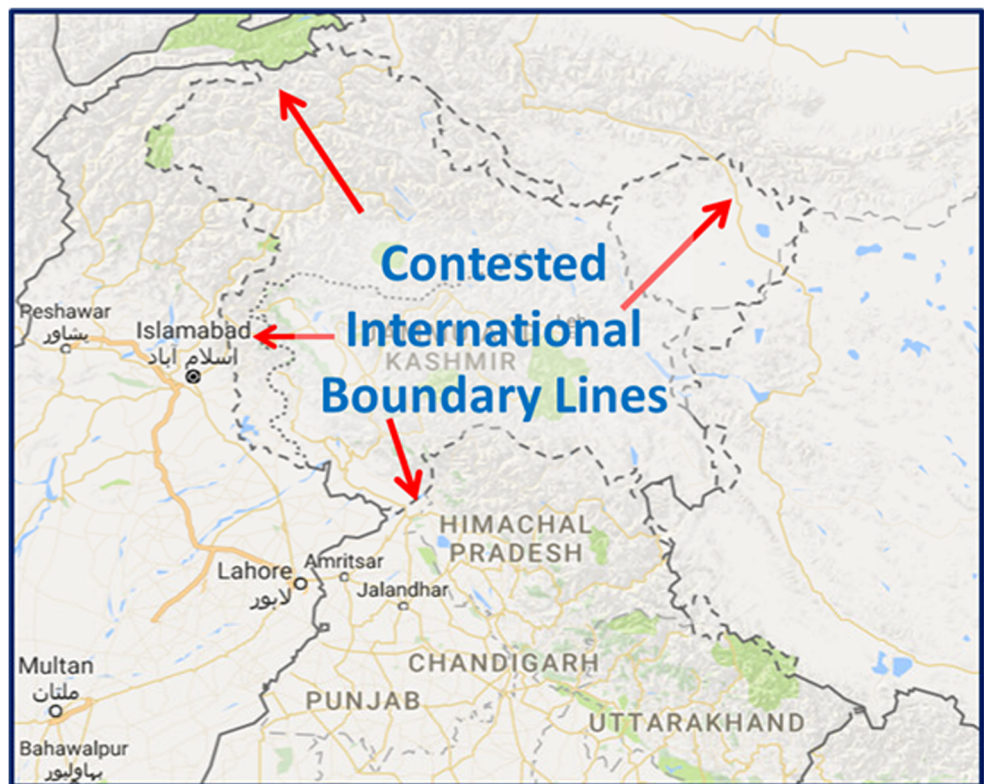 Contested
International
Boundary Lines
Leh
KASHMIR
Peshawar
پشاور
Islamabad
اسلام آباد
HIMACHAL
PRADESH
Lahore
لاہور
Amritsar
Jalandhar
Multan
ملتان
CHANDIGARH
PUNJAB
UTTARAKHAND
Bahawalpur
بہاولپور